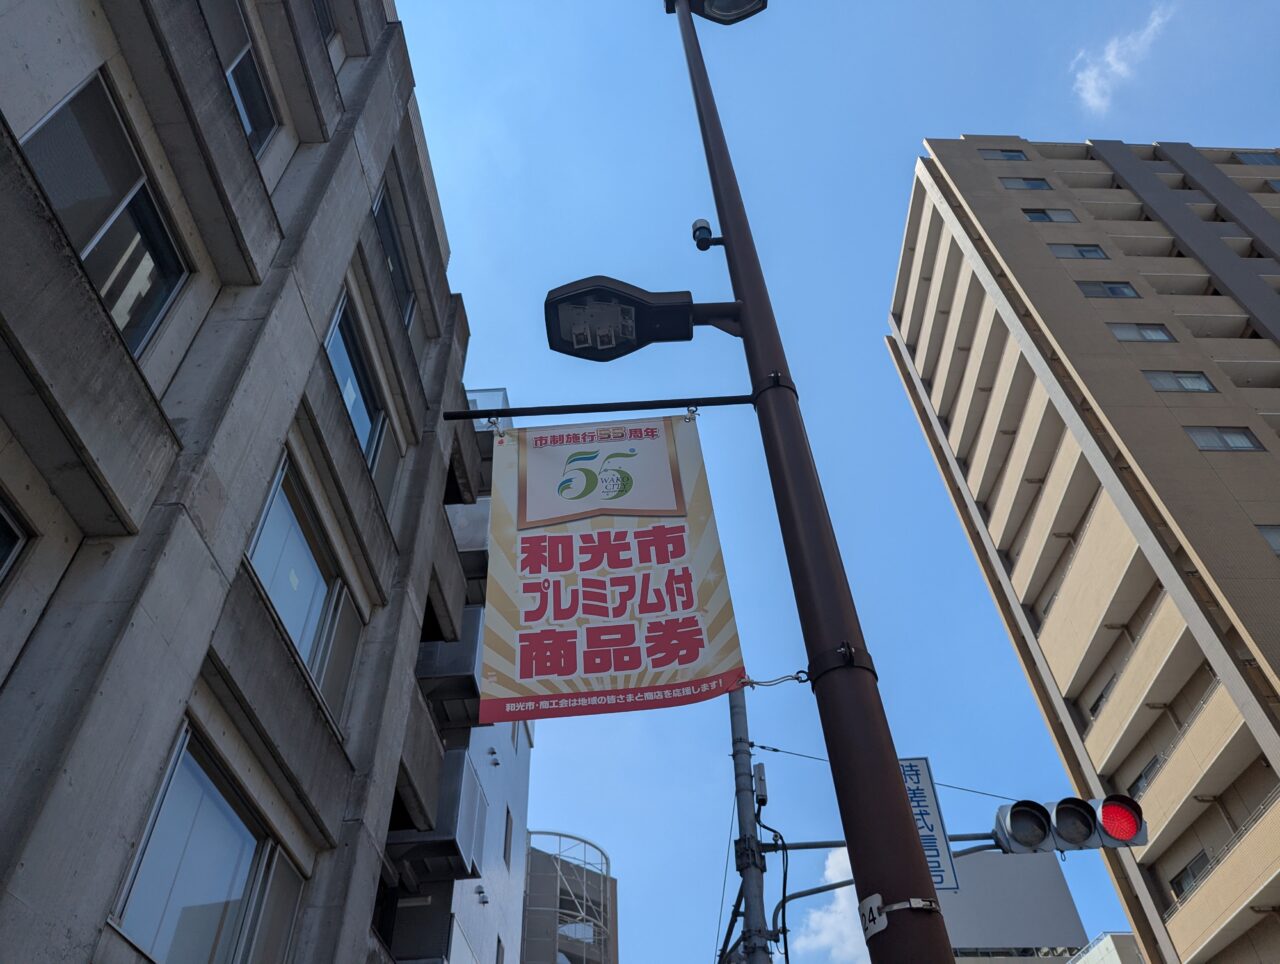 市制施行55周年
55
WAKO
CITY
和光市
プレミアム付
商品券
和光市・商工会は地域の皆さまと商店を応援します!
時差式信号
24